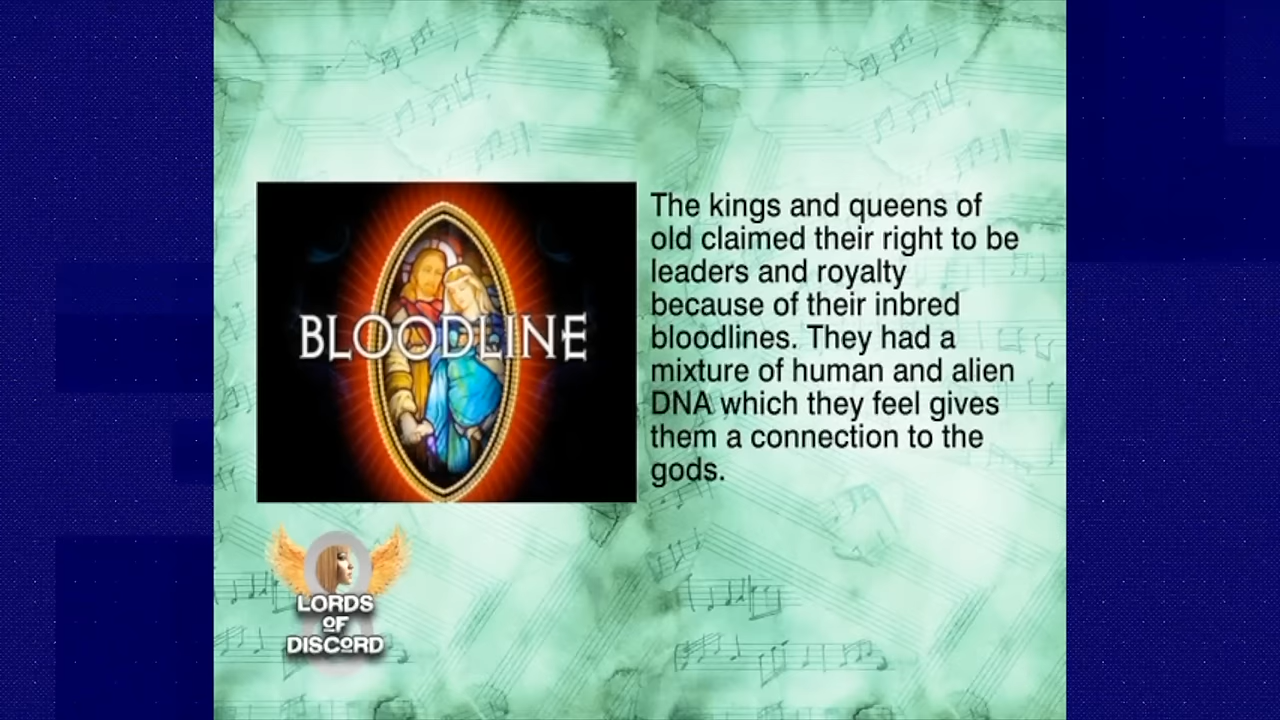 BLOODLINE
The kings and queens of
old claimed their right to be
leaders and royalty
because of their inbred
bloodlines. They had a
mixture of human and alien
DNA which they feel gives
them a connection to the
gods.
LORDS
OF
DISCORD